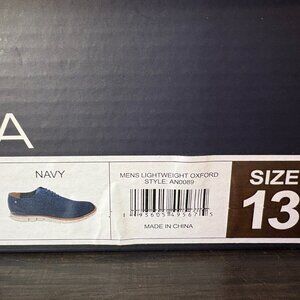 A
NAVY
MENS LIGHTWEIGHT OXFORD
STYLE: AN0089
MADE IN CHINA
SIZE
13